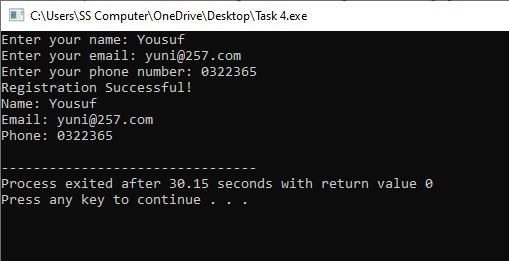 C:\Users\SS Computer\OneDrive\Desktop\Task 4.exe
Enter your name: Yousuf
Enter your email: yuni@257.com
Enter your phone number: 0322365
Registration Successful!
Name: Yousuf
Email: yuni@257.com
Phone: 0322365
--------------------------------
Process exited after 30.15 seconds with return value 0
Press any key to continue . . .